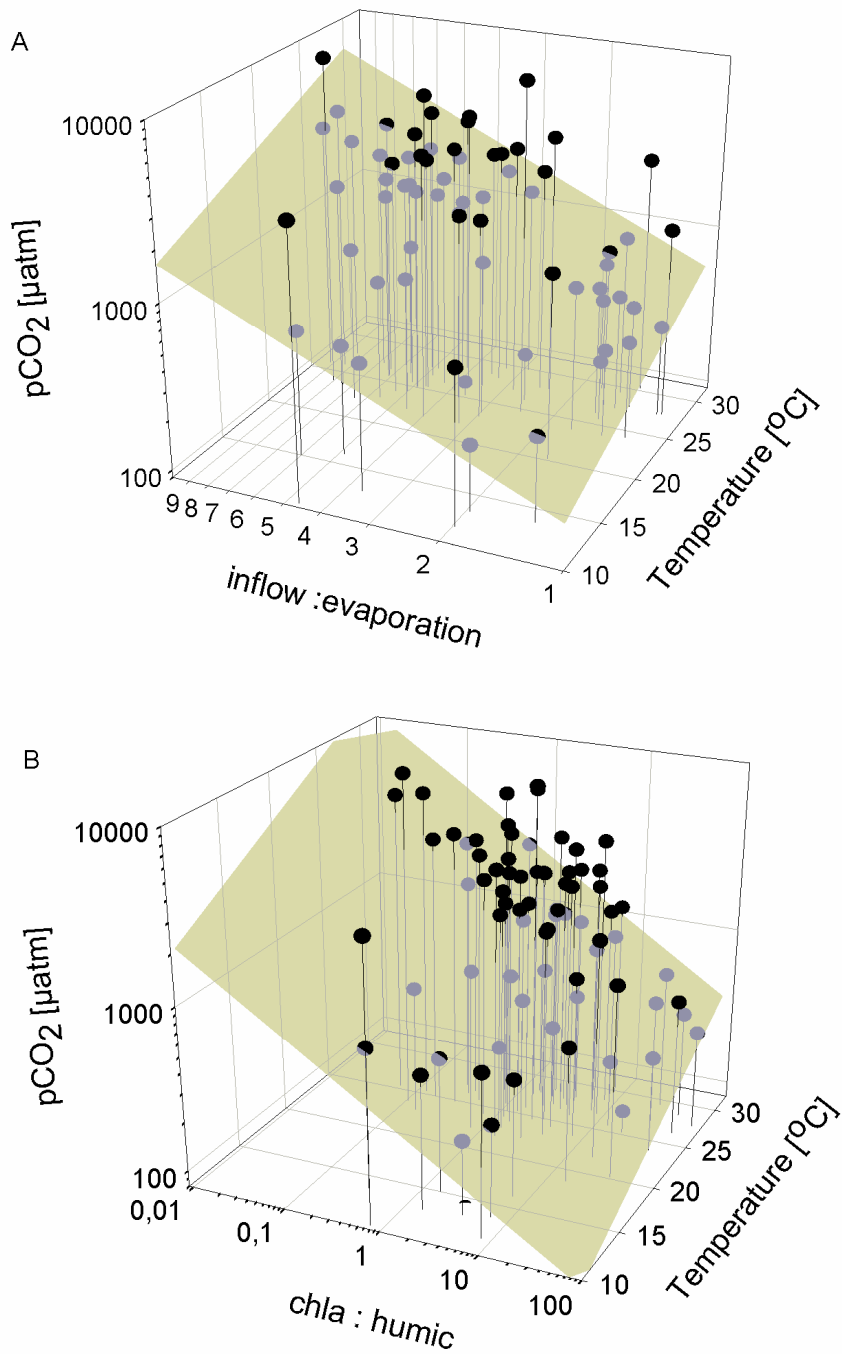 A
10000
1000
100
pCO2 [µatm]
9 8 7 6 5 4 3 2 1
inflow :evaporation
10 15 20 25 30
Temperature [ºC]
B
10000
1000
100
pCO2 [µatm]
0,01 0,1 1 10 100
chla : humic
10 15 20 25 30
Temperature [ºC]